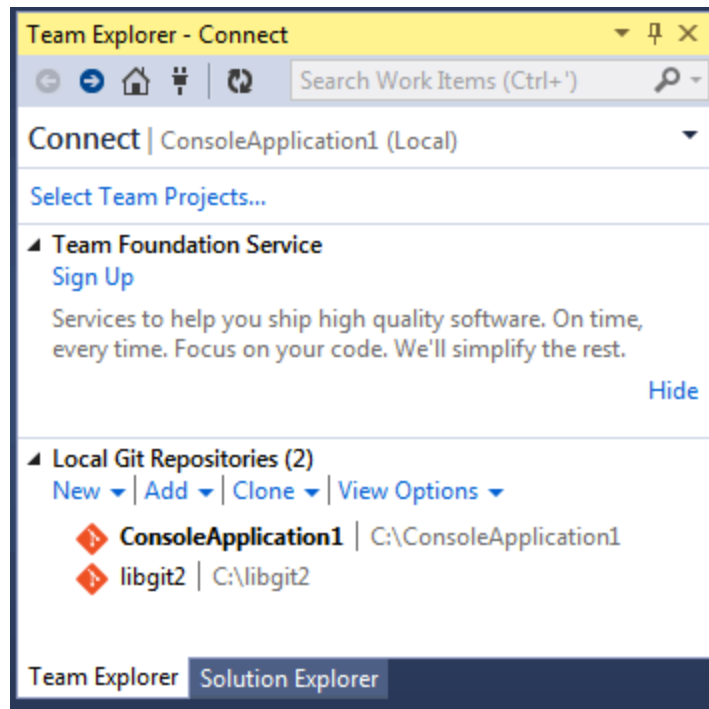 Team Explorer - Connect
Search Work Items (Ctrl+')
Connect | ConsoleApplication1 (Local)
Select Team Projects...
Team Foundation Service
Sign Up
Services to help you ship high quality software. On time,
every time. Focus on your code. We'll simplify the rest.
Hide
Local Git Repositories (2)
New | Add | Clone | View Options
ConsoleApplication1 | C:\ConsoleApplication1
libgit2 | C:\libgit2
Team Explorer Solution Explorer